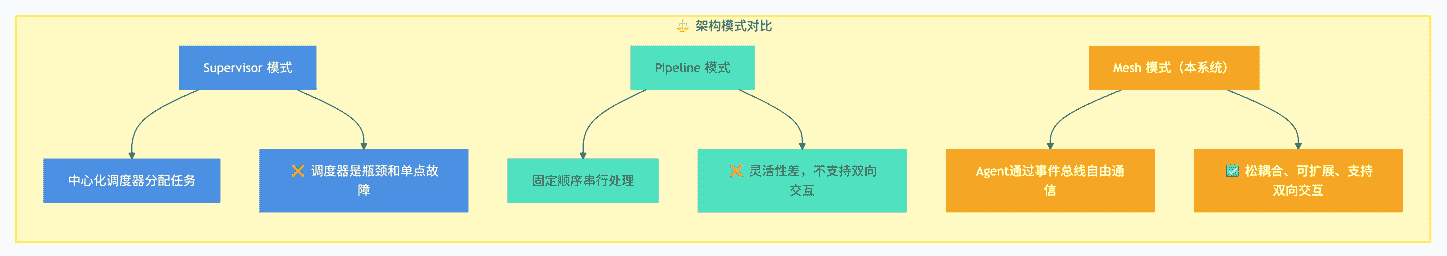 ⚖️ 架构模式对比
Supervisor 模式
Pipeline 模式
Mesh 模式（本系统）
中心化调度器分配任务
❌ 调度器是瓶颈和单点故
障
固定顺序串行处理
❌ 灵活性差，不支持双向
交互
Agent通过事件总线自由通
信
✅ 松耦合、可扩展、支持
双向交互